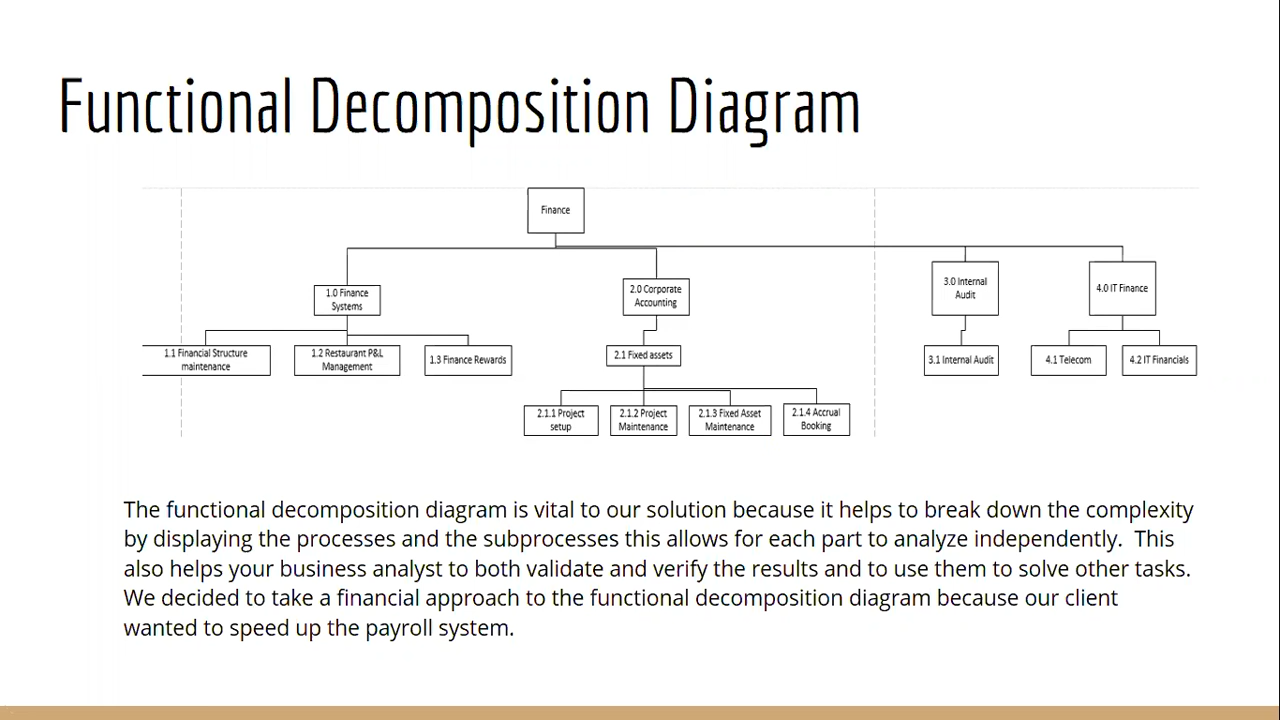 Functional Decomposition Diagram
Finance
1.0 Finance
Systems
2.0 Corporate
Accounting
3.0 Internal
Audit
4.0 IT Finance
1.1 Financial Structure
maintenance
1.2 Restaurant P&L
Management
1.3 Finance Rewards
2.1 Fixed assets
3.1 Internal Audit
4.1 Telecom
4.2 IT Financials
2.1.1 Project
setup
2.1.2 Project
Maintenance
2.1.3 Fixed Asset
Maintenance
2.1.4 Accrual
Booking
The functional decomposition diagram is vital to our solution because it helps to break down the complexity
by displaying the processes and the subprocesses this allows for each part to analyze independently.  This
also helps your business analyst to both validate and verify the results and to use them to solve other tasks.
We decided to take a financial approach to the functional decomposition diagram because our client
wanted to speed up the payroll system.